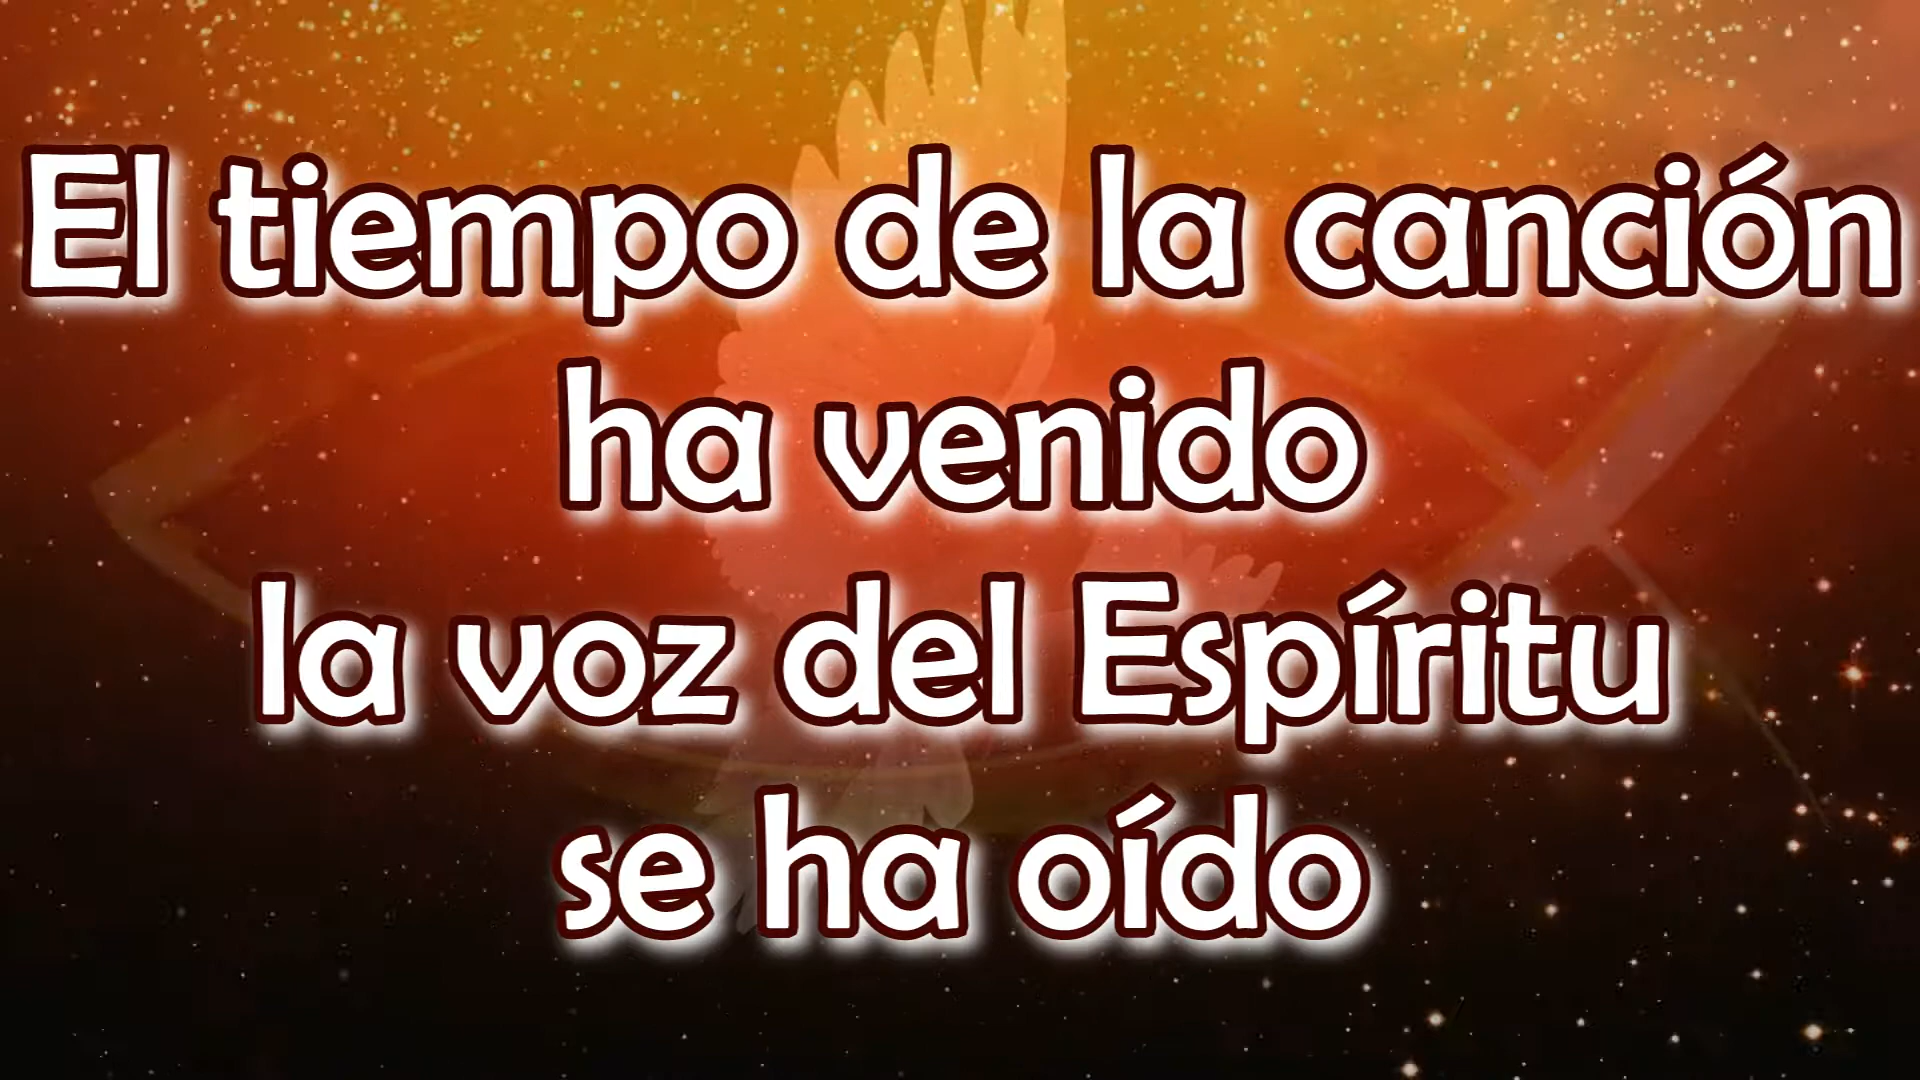 El tiempo de la canción
ha venido
la voz del Espíritu
se ha oído